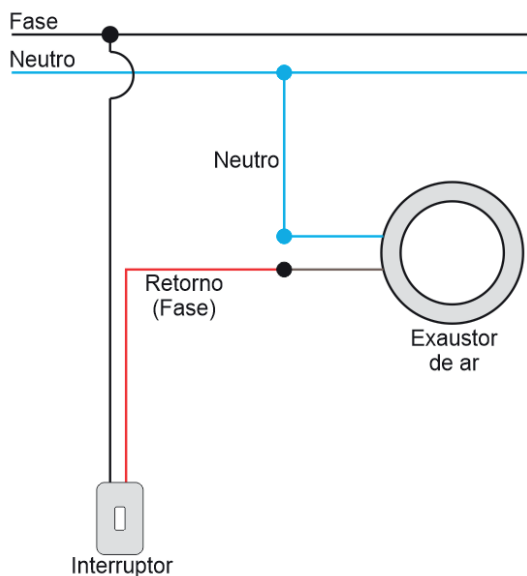 Fase
Neutro
Neutro
Retorno
(Fase)
Exaustor
de ar
Interruptor